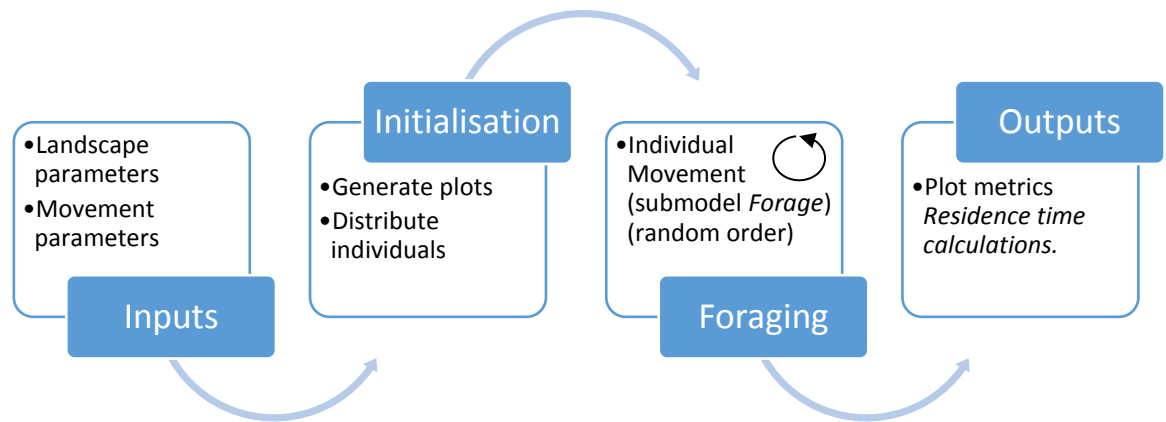 •Landscape
parameters
•Movement
parameters
Inputs
Initialisation
•Generate plots
•Distribute
individuals
•Individual
Movement
(submodel Forage)
(random order)
Foraging
Outputs
•Plot metrics
Residence time
calculations.